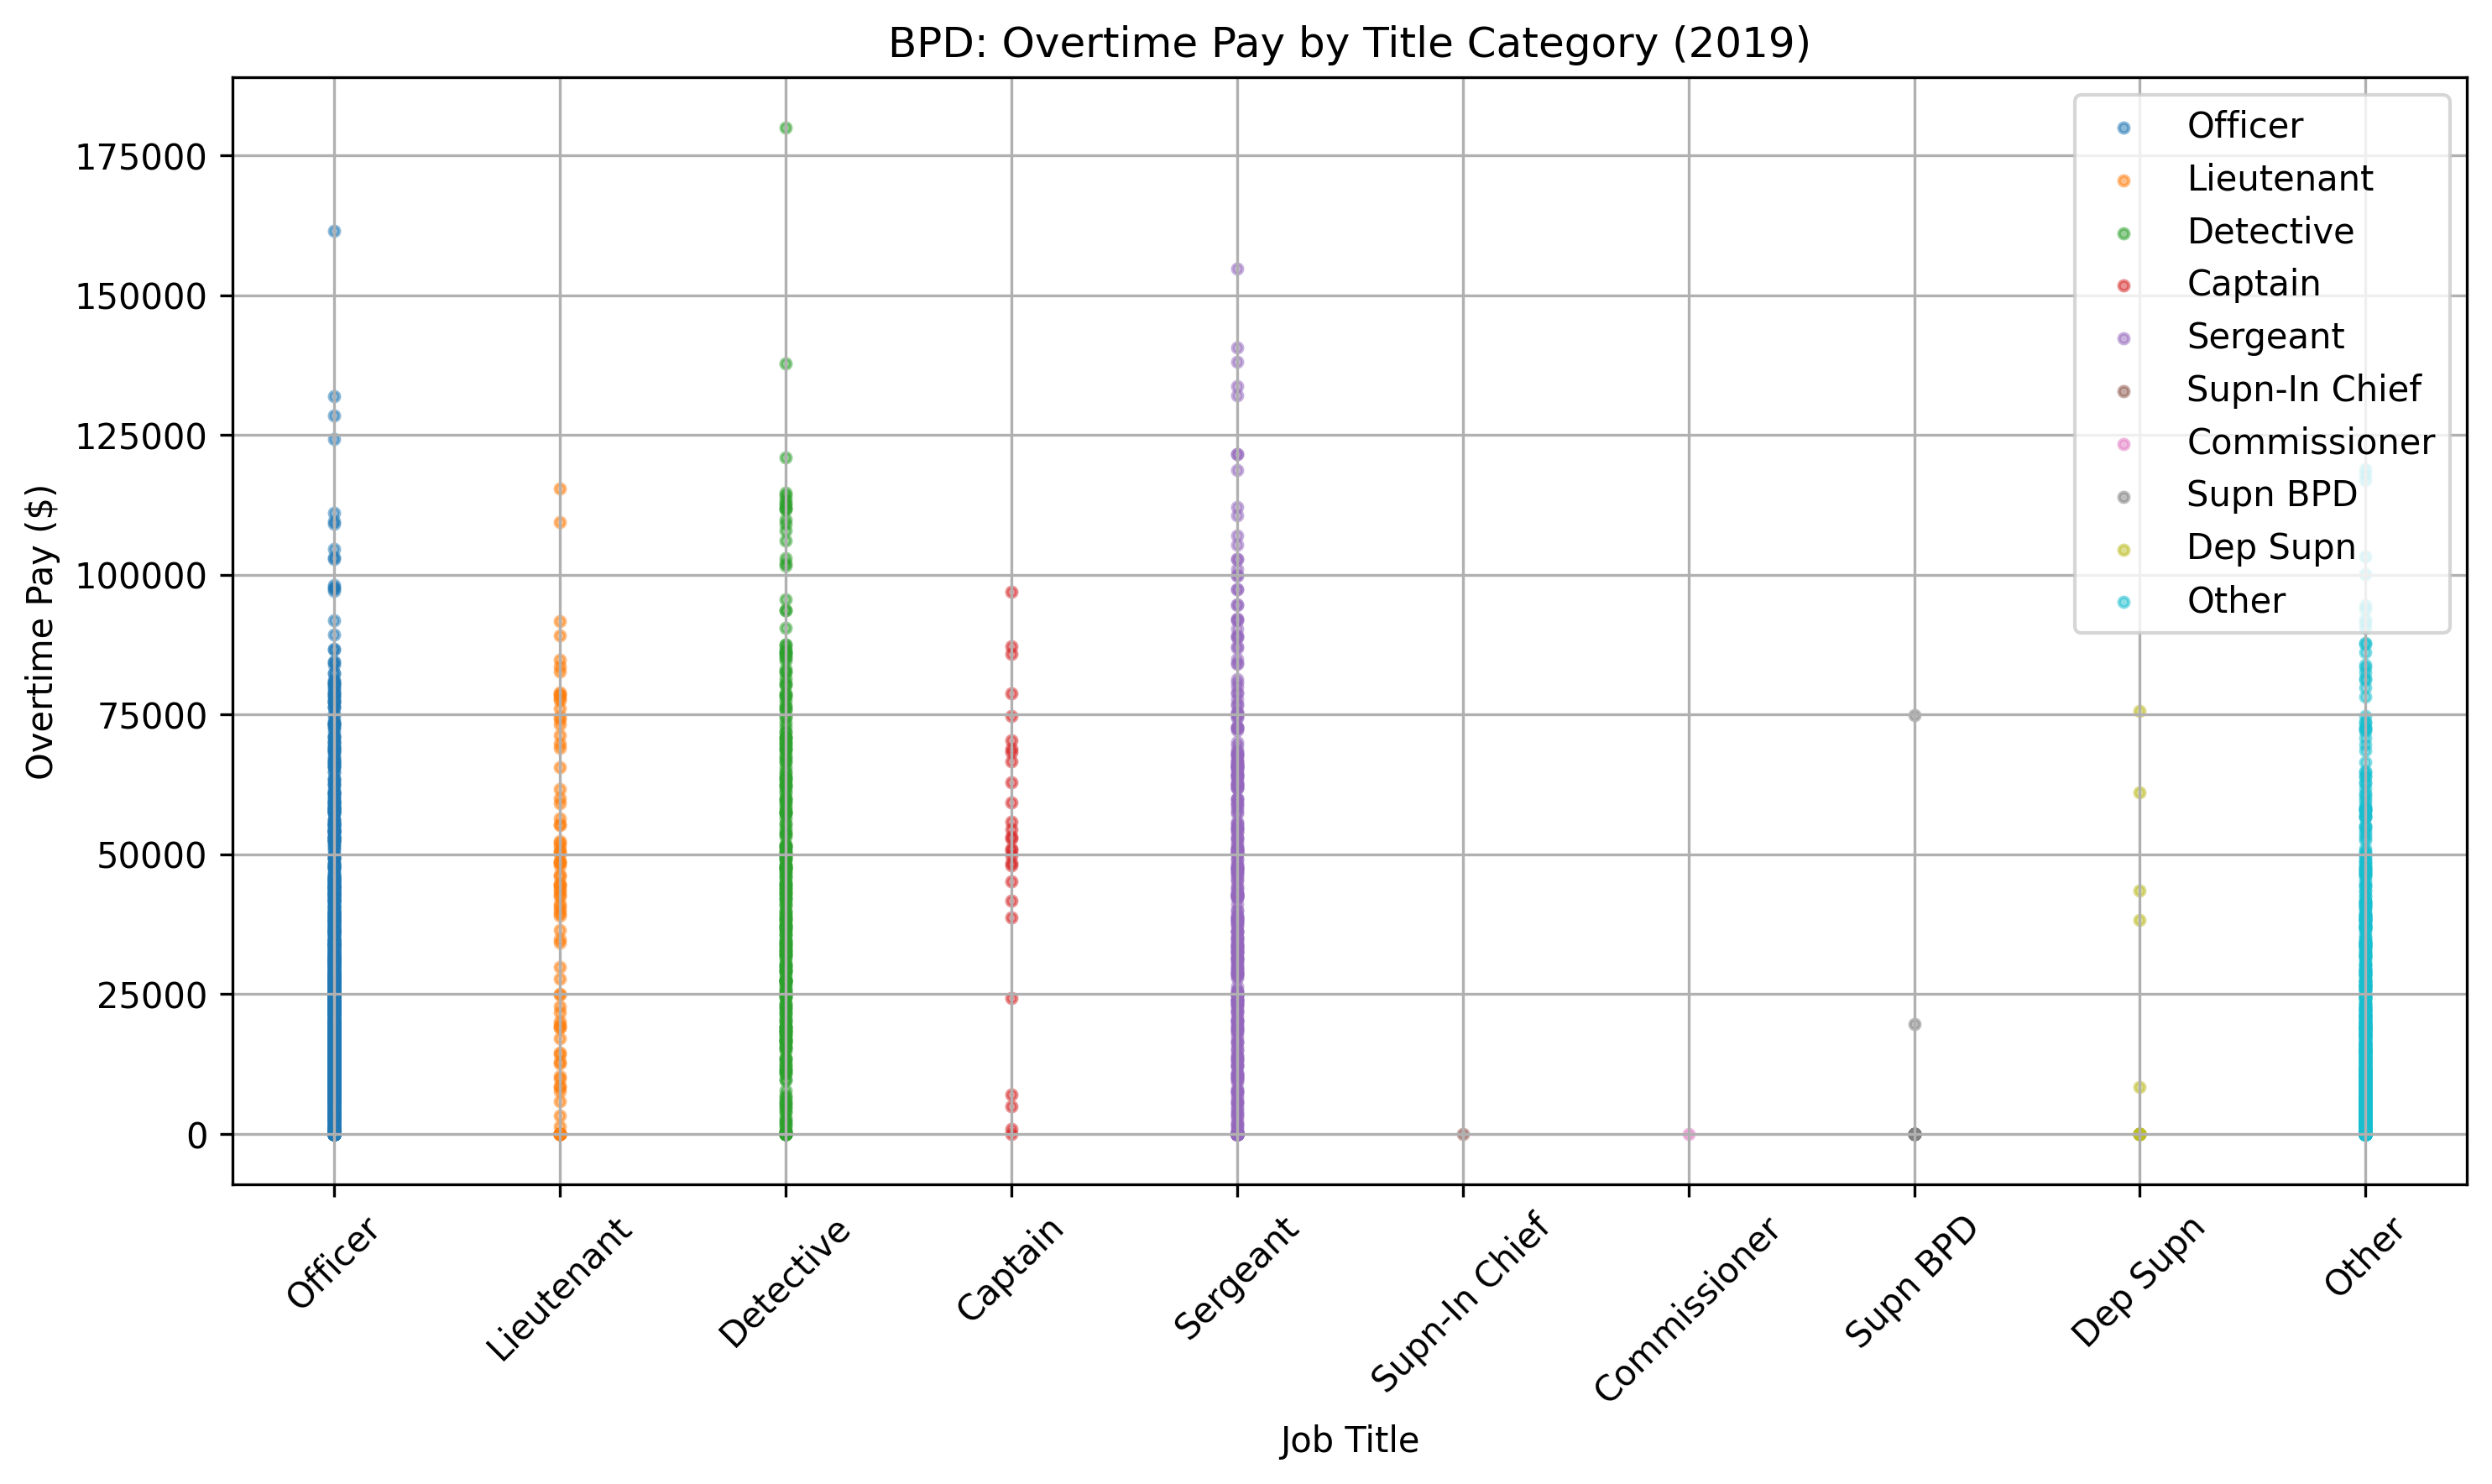 BPD: Overtime Pay by Title Category (2019)
Overtime Pay ($)
175000
150000
125000
100000
75000
50000
25000
0
Officer
Lieutenant
Detective
Captain
Sergeant
Supn-In Chief
Commissioner
Supn BPD
Dep Supn
Other
Officer
Lieutenant
Detective
Captain
Sergeant
Supn-In Chief
Commissioner
Supn BPD
Dep Supn
Other
Job Title